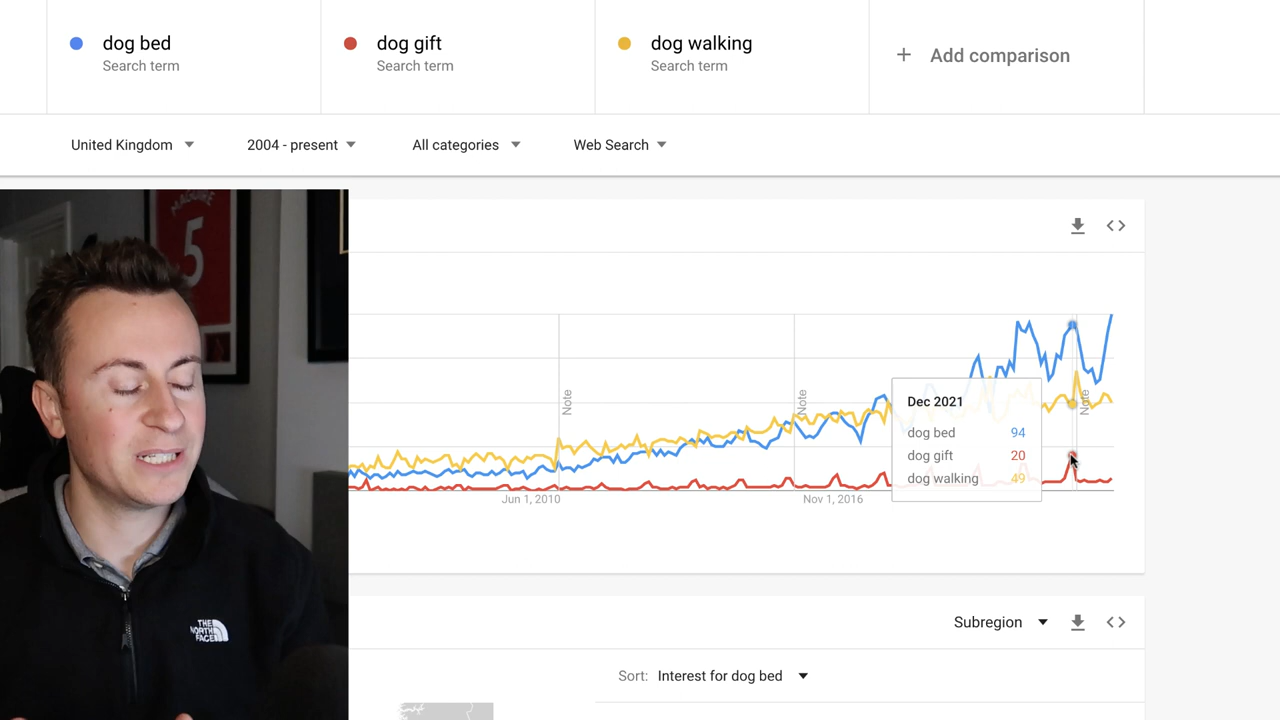 dog bed
Search term
dog gift
Search term
dog walking
Search term
+ Add comparison
United Kingdom
2004 - present
All categories
Web Search
MAGUIRE
5
Note
Note
Note
Dec 2021
dog bed 94
dog gift 20
dog walking 49
Jun 1, 2010
Nov 1, 2016
THE
NORTH
FACE
Subregion
Sort: Interest for dog bed